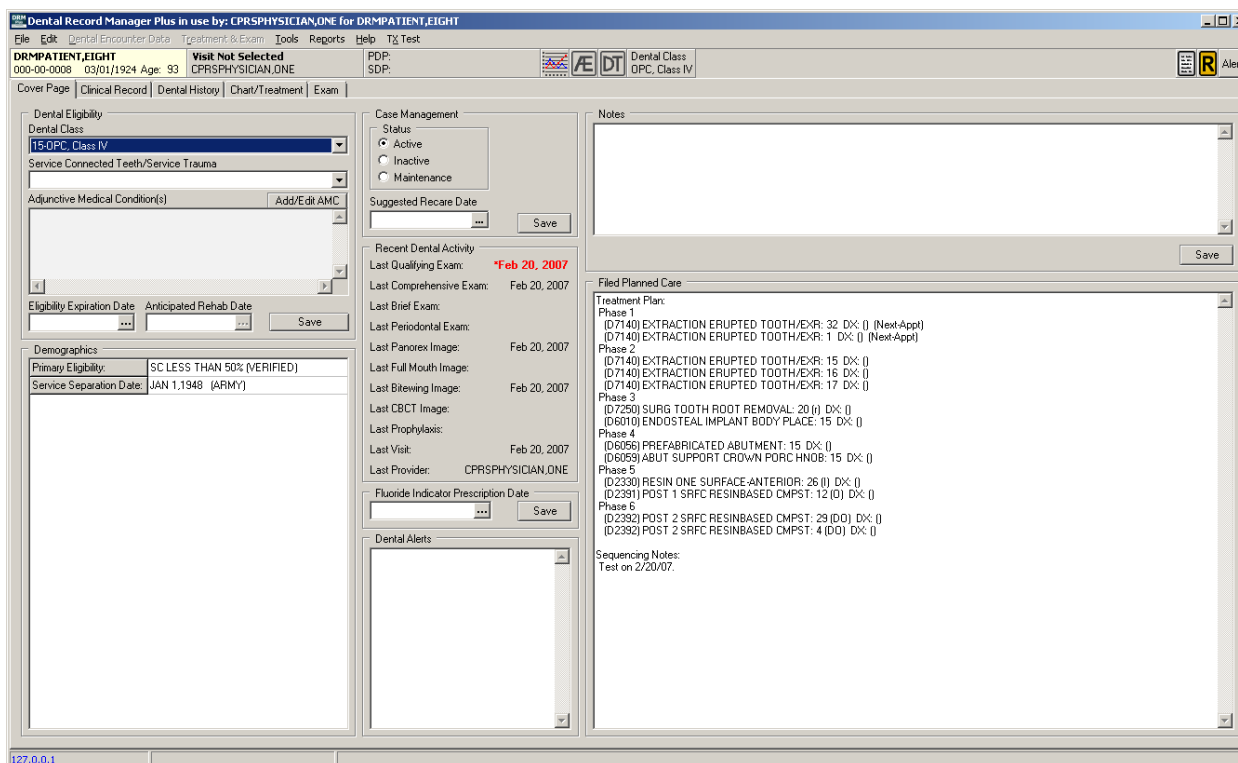 Dental Record Manager Plus in use by: CPRSPHYSICIAN,ONE for DRMPATIENT,EIGHT
File Edit Dental Encounter Data Treatment & Exam Tools Reports Help TX Test
DRMPATIENT,EIGHT
000-00-0008 03/01/1924 Age: 93
Visit Not Selected
CPRSPHYSICIAN,ONE
PDP:
SDP:
Æ DT
Dental Class
OPC, Class IV
R
Cover Page Clinical Record Dental History Chart/Treatment Exam
Dental Eligibility
Dental Class
15-OPC, Class IV
Service Connected Teeth/Service Trauma
Adjunctive Medical Condition(s) Add/Edit AMC
Eligibility Expiration Date Anticipated Rehab Date
... ... Save
Demographics
Primary Eligibility: SC LESS THAN 50% (VERIFIED)
Service Separation Date: JAN 1,1948 (ARMY)
Case Management
Status
Active
Inactive
Maintenance
Suggested Recare Date
... Save
Recent Dental Activity
Last Qualifying Exam: *Feb 20, 2007
Last Comprehensive Exam: Feb 20, 2007
Last Brief Exam:
Last Periodontal Exam:
Last Panorex Image: Feb 20, 2007
Last Full Mouth Image:
Last Bitewing Image: Feb 20, 2007
Last CBCT Image:
Last Prophylaxis:
Last Visit: Feb 20, 2007
Last Provider: CPRSPHYSICIAN,ONE
Fluoride Indicator Prescription Date
... Save
Dental Alerts
Notes
Save
Filed Planned Care
Treatment Plan:
Phase 1
(D7140) EXTRACTION ERUPTED TOOTH/EXR: 32 DX: () (Next-Appt)
(D7140) EXTRACTION ERUPTED TOOTH/EXR: 1 DX: () (Next-Appt)
Phase 2
(D7140) EXTRACTION ERUPTED TOOTH/EXR: 15 DX: ()
(D7140) EXTRACTION ERUPTED TOOTH/EXR: 16 DX: ()
(D7140) EXTRACTION ERUPTED TOOTH/EXR: 17 DX: ()
Phase 3
(D7250) SURG TOOTH ROOT REMOVAL: 20 (r) DX: ()
(D6010) ENDOSTEAL IMPLANT BODY PLACE: 15 DX: ()
Phase 4
(D6056) PREFABRICATED ABUTMENT: 15 DX: ()
(D6059) ABUT SUPPORT CROWN PORC HNOB: 15 DX: ()
Phase 5
(D2330) RESIN ONE SURFACE-ANTERIOR: 26 (I) DX: ()
(D2391) POST 1 SRFC RESINBASED CMPST: 12 (O) DX: ()
Phase 6
(D2392) POST 2 SRFC RESINBASED CMPST: 29 (DO) DX: ()
(D2392) POST 2 SRFC RESINBASED CMPST: 4 (DO) DX: ()
Sequencing Notes:
Test on 2/20/07.
127.0.0.1